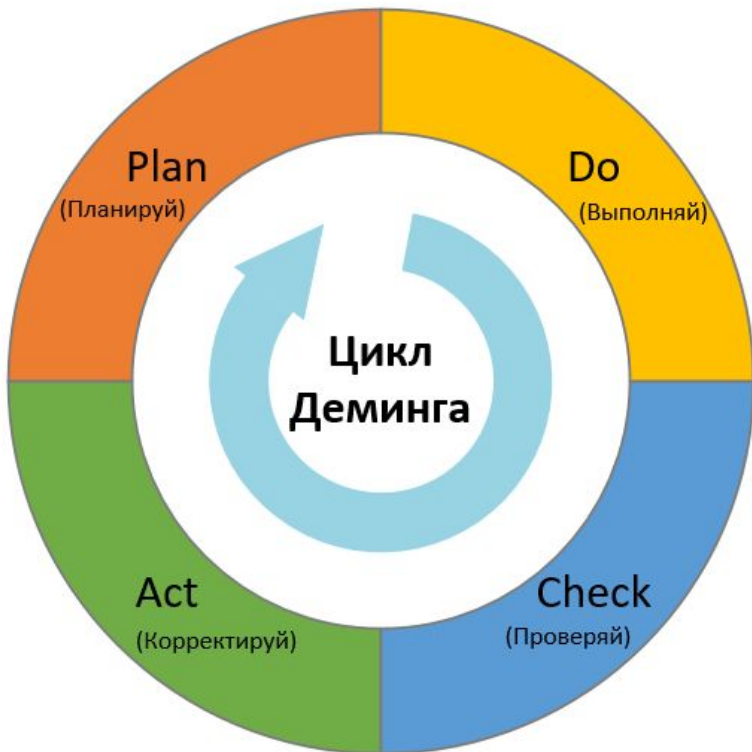 Plan
(Планируй)
Do
(Выполняй)
Цикл
Деминга
Act
(Корректируй)
Check
(Проверяй)